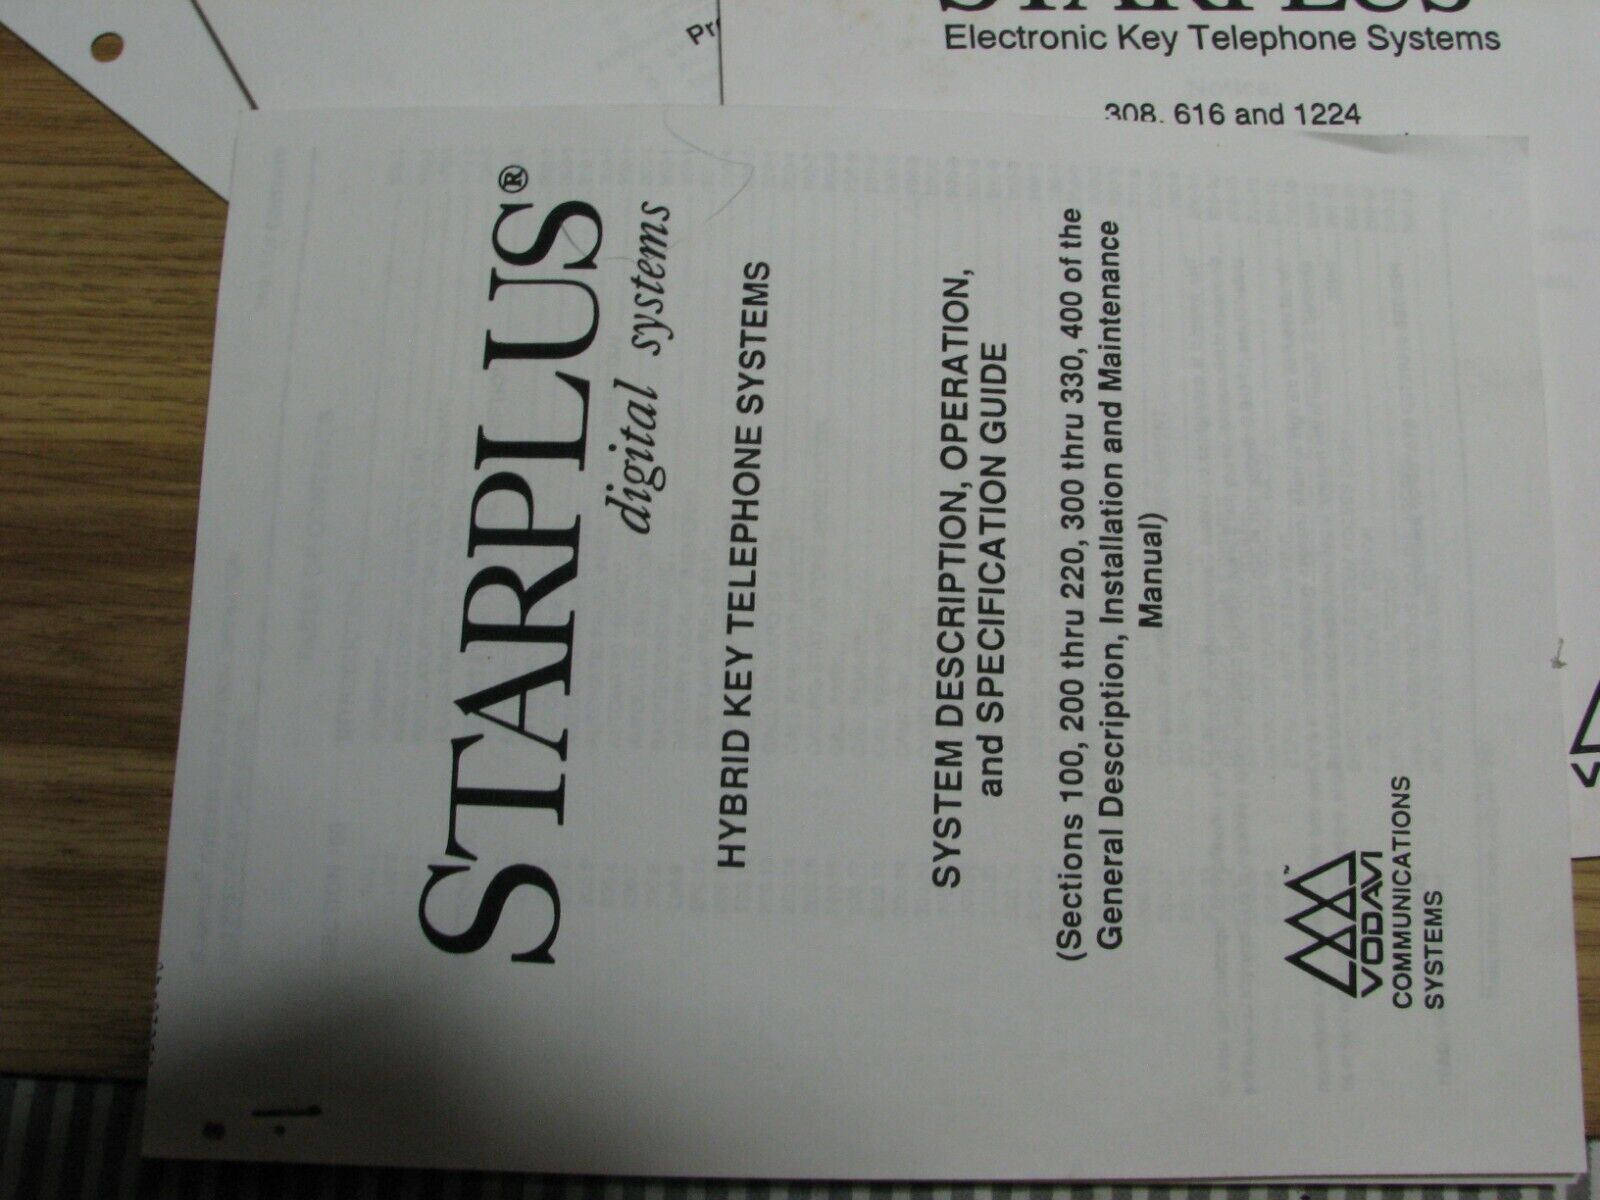 STARPLUS
Electronic Key Telephone Systems
308, 616 and 1224
STARPLUS®
digital systems
HYBRID KEY TELEPHONE SYSTEMS
SYSTEM DESCRIPTION, OPERATION,
and SPECIFICATION GUIDE
(Sections 100, 200 thru 220, 300 thru 330, 400 of the
General Description, Installation and Maintenance
Manual)
VODAVI™
COMMUNICATIONS
SYSTEMS